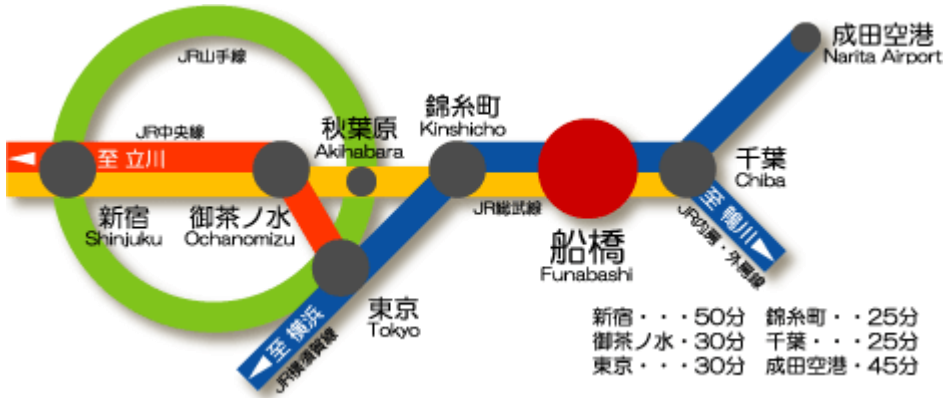 成田空港
Narita Airport
JR山手線
錦糸町
Kinshicho
秋葉原
Akihabara
JR中央線
至 立川
千葉
Chiba
JR総武線
新宿
Shinjuku
御茶ノ水
Ochanomizu
船橋
Funabashi
至 鴨川
JR内房・外房線
東京
Tokyo
至 横浜
JR横須賀線
新宿・・・50分 錦糸町・・25分
御茶ノ水・30分 千葉・・・25分
東京・・・30分 成田空港・45分